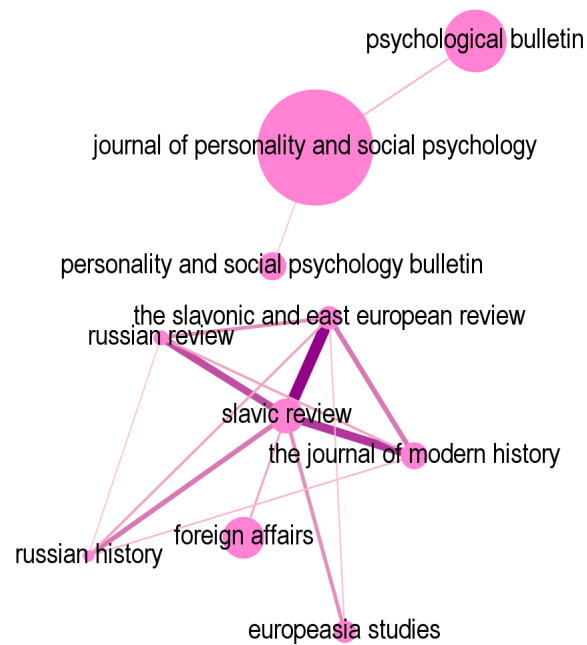 psychological bulletin
journal of personality and social psychology
personality and social psychology bulletin
the slavonic and east european review
russian review
slavic review
the journal of modern history
foreign affairs
russian history
europeasia studies